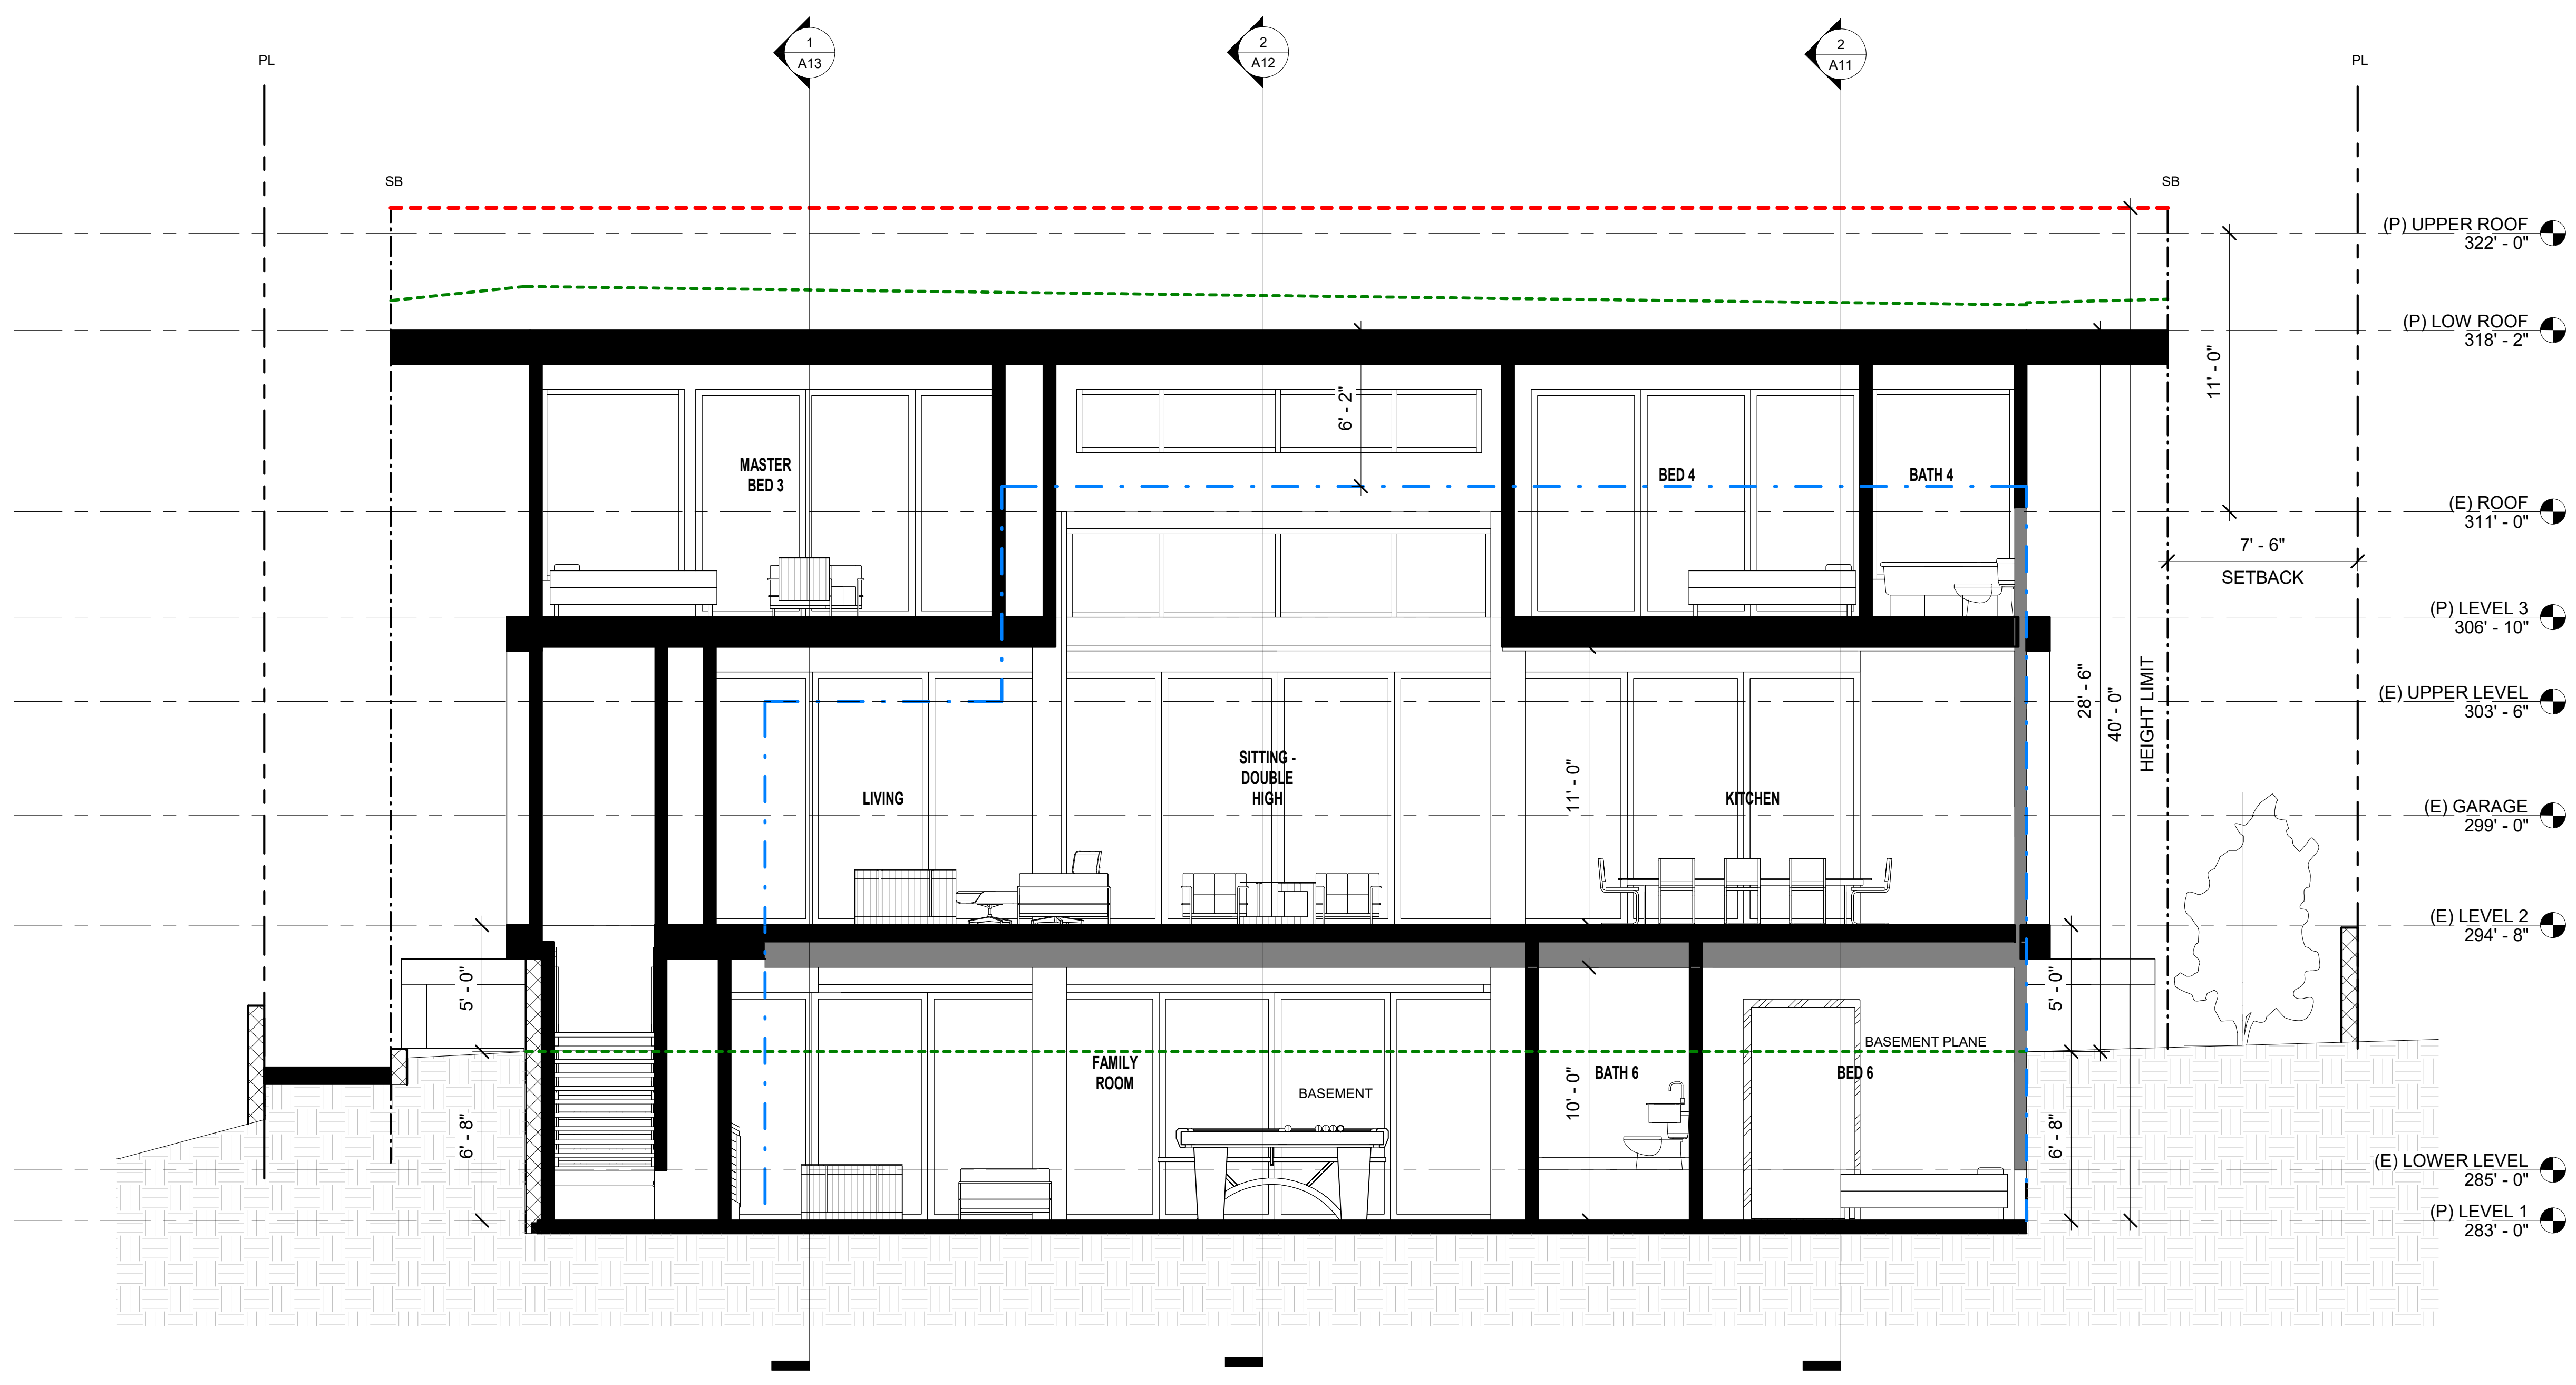 1
A13
2
A12
2
A11
PL
PL
SB
SB
(P) UPPER ROOF
322' - 0"
(P) LOW ROOF
318' - 2"
11' - 0"
6' - 2"
MASTER
BED 3
BED 4
BATH 4
(E) ROOF
311' - 0"
7' - 6"
SETBACK
(P) LEVEL 3
306' - 10"
(E) UPPER LEVEL
303' - 6"
28' - 6"
40' - 0"
HEIGHT LIMIT
LIVING
SITTING -
DOUBLE
HIGH
11' - 0"
KITCHEN
(E) GARAGE
299' - 0"
(E) LEVEL 2
294' - 8"
5' - 0"
5' - 0"
BASEMENT PLANE
FAMILY
ROOM
BASEMENT
BATH 6
BED 6
10' - 0"
6' - 8"
6' - 8"
(E) LOWER LEVEL
285' - 0"
(P) LEVEL 1
283' - 0"